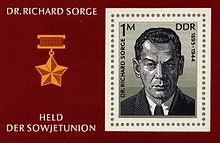 DR. RICHARD SORGE
HELD
DER SOWJETUNION
1M
DDR
DR. RICHARD SORGE
1895-1944